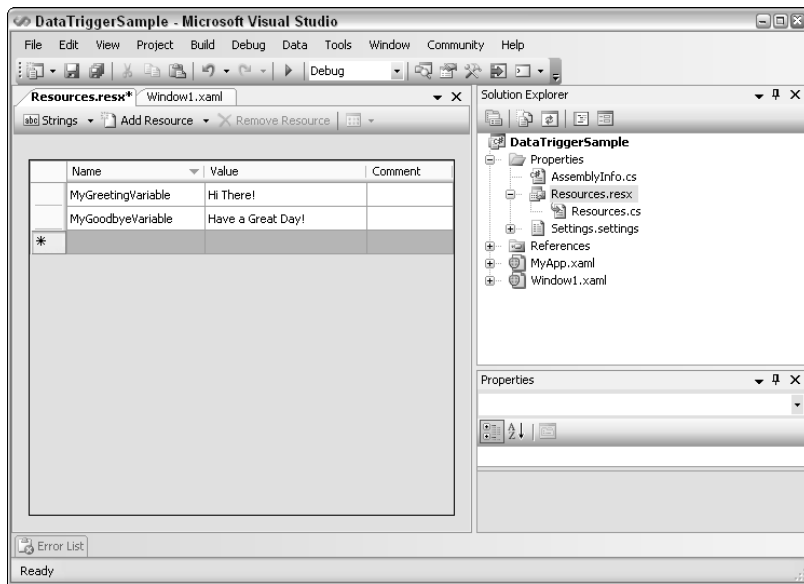 DataTriggerSample - Microsoft Visual Studio
File Edit View Project Build Debug Data Tools Window Community Help
Debug
Resources.resx* Window1.xaml
abc Strings Add Resource Remove Resource
Name Value Comment
MyGreetingVariable Hi There!
MyGoodbyeVariable Have a Great Day!
*
Solution Explorer
DataTriggerSample
Properties
AssemblyInfo.cs
Resources.resx
Resources.cs
Settings.settings
References
MyApp.xaml
Window1.xaml
Properties
Error List
Ready